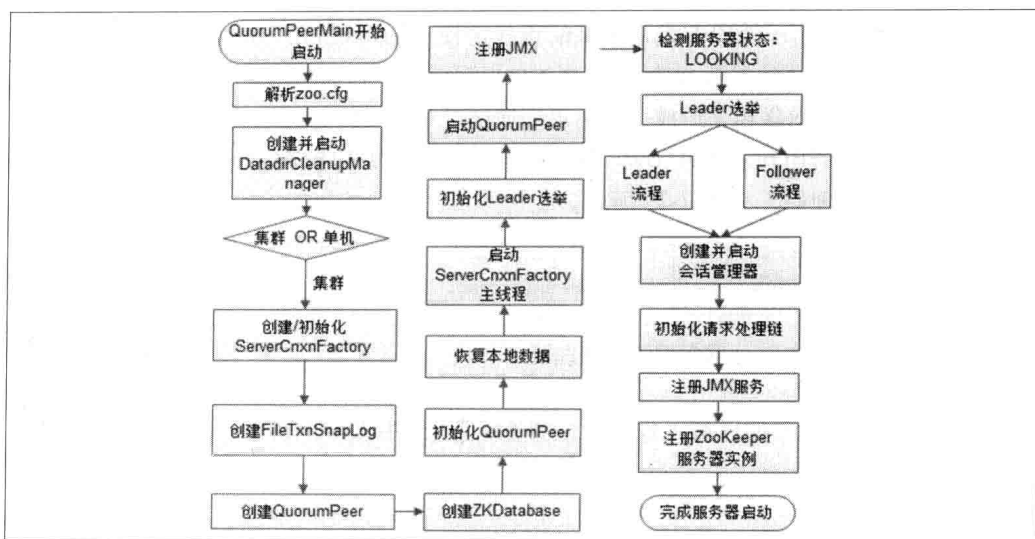 QuorumPeerMain开始
启动
解析zoo.cfg
创建并启动
DatadirCleanupMa
nager
集群 OR 单机
集群
创建/初始化
ServerCnxnFactory
创建FileTxnSnapLog
创建QuorumPeer
创建ZKDatabase
初始化QuorumPeer
恢复本地数据
启动
ServerCnxnFactory
主线程
初始化Leader选举
启动QuorumPeer
注册JMX
检测服务器状态：
LOOKING
Leader选举
Leader
流程
Follower
流程
创建并启动
会话管理器
初始化请求处理链
注册JMX服务
注册ZooKeeper
服务器实例
完成服务器启动